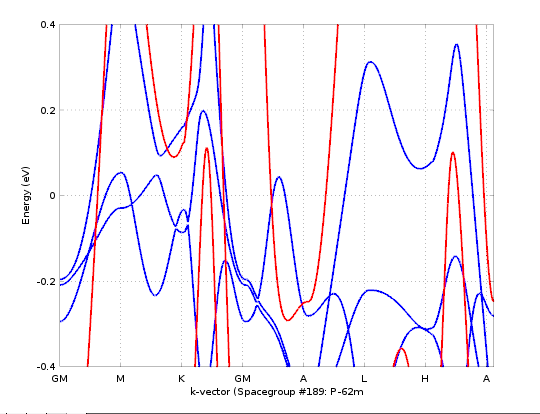 0.4
0.2
0
-0.2
-0.4
Energy (eV)
GM M K GM A L H A
k-vector (Spacegroup #189: P-62m